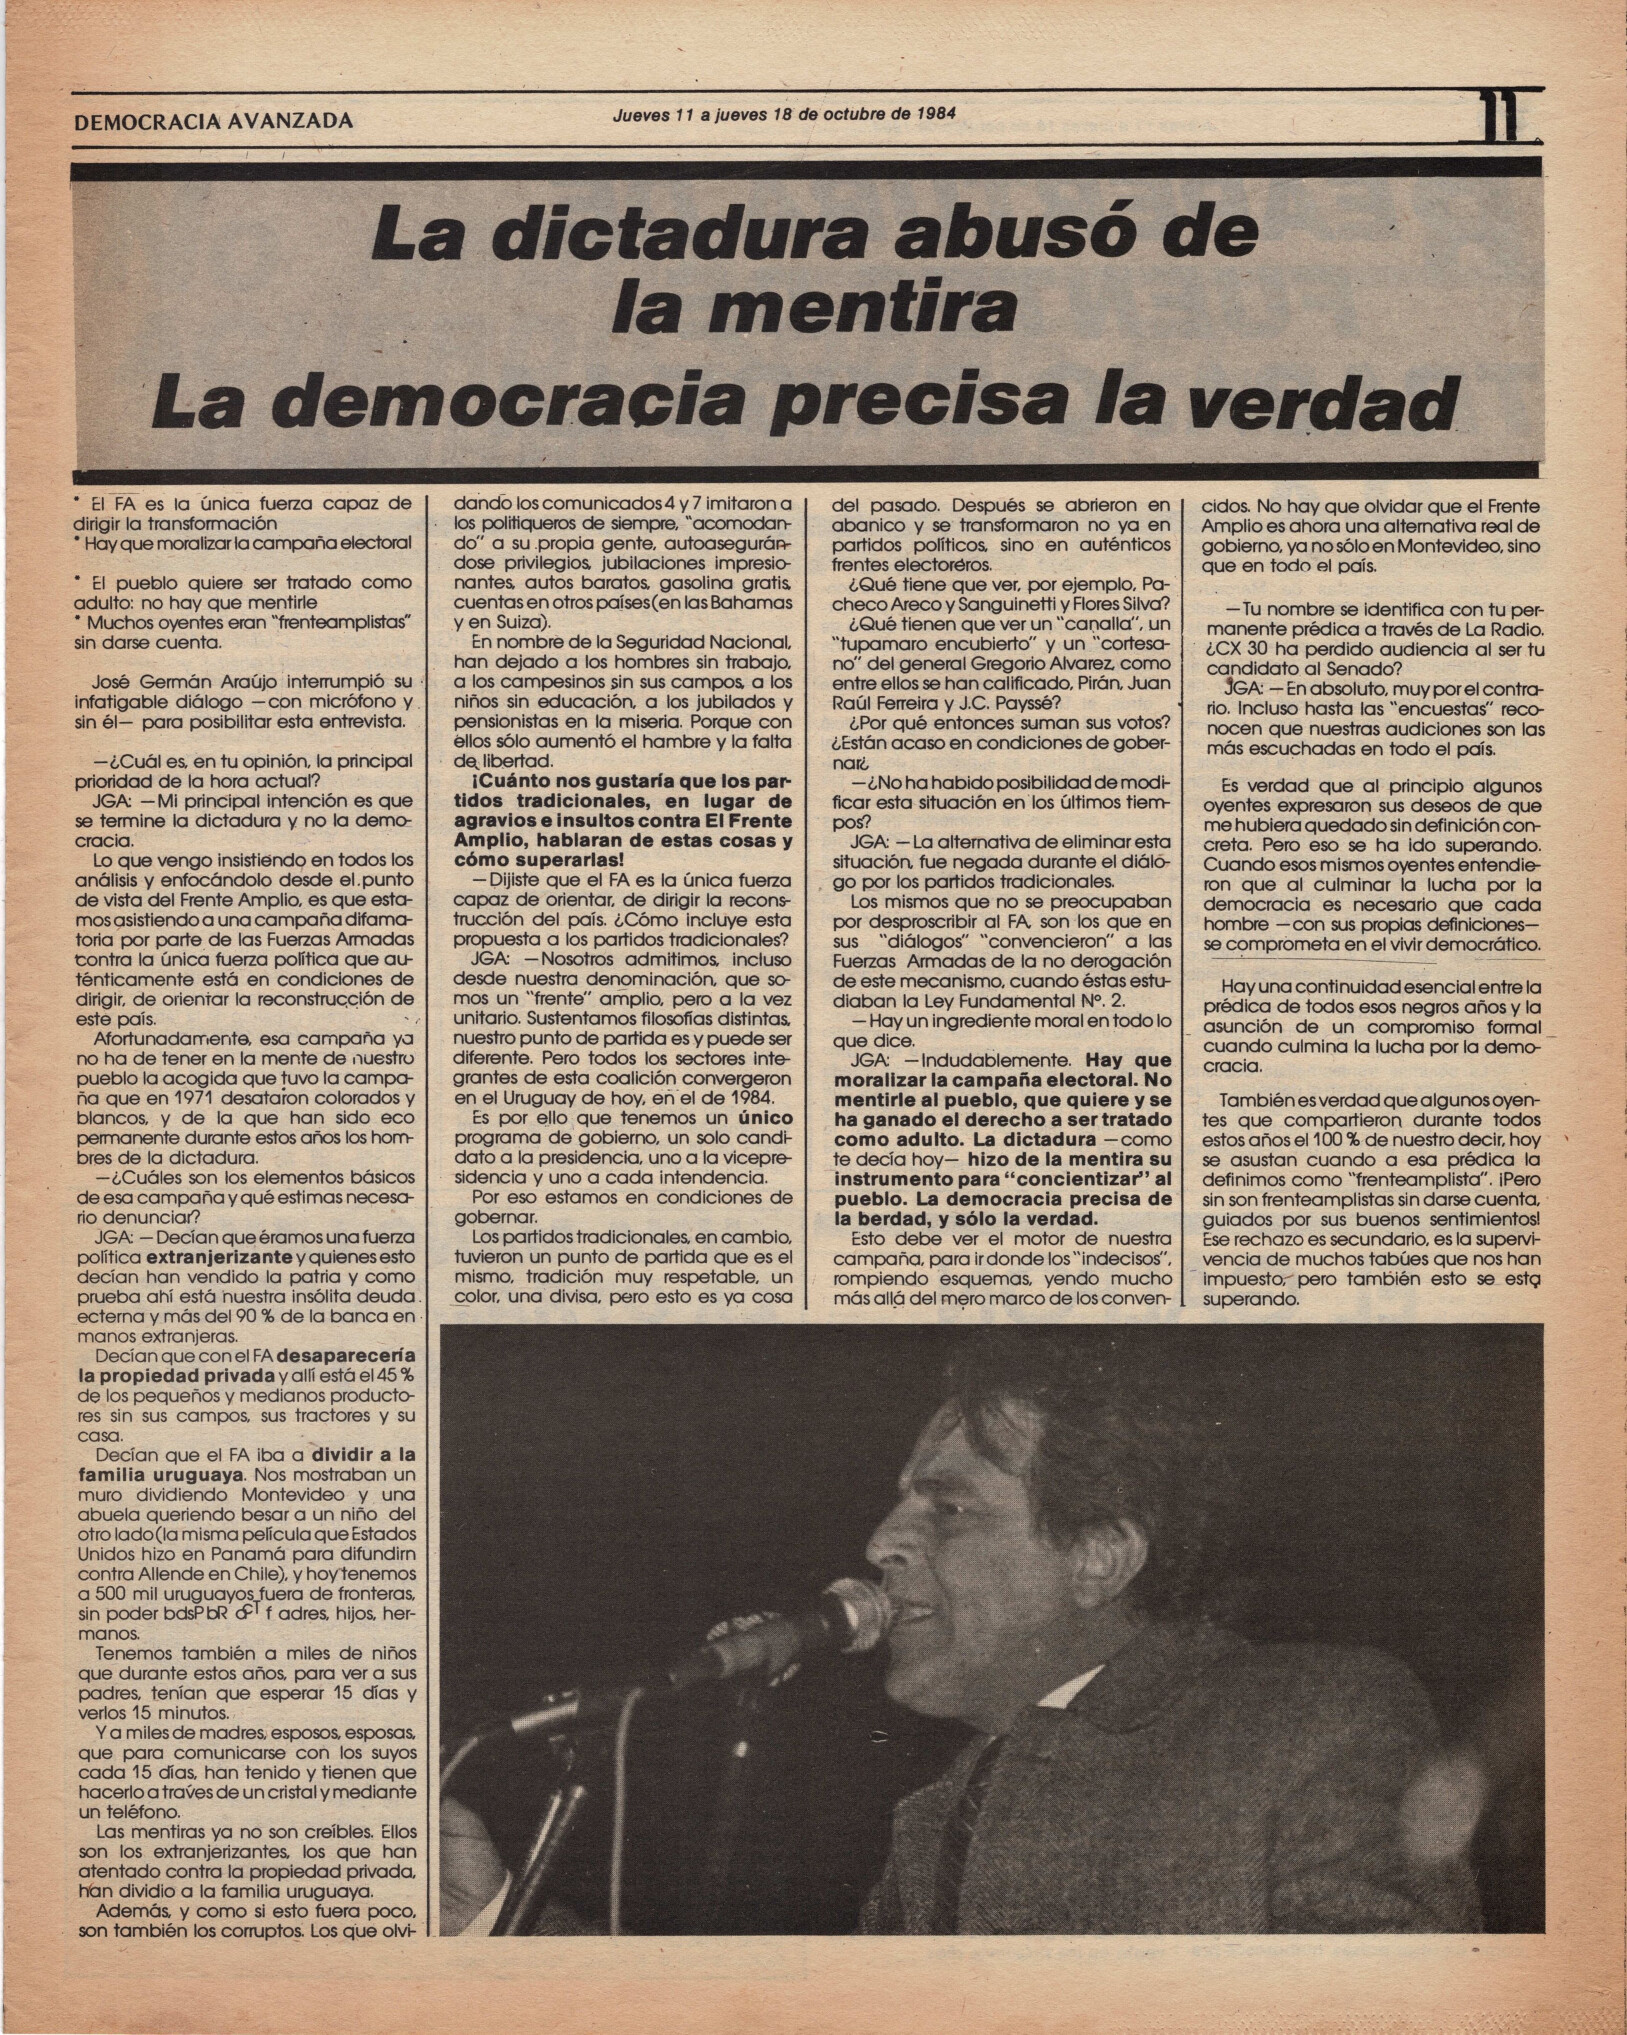 DEMOCRACIA AVANZADA
Jueves 11 a jueves 18 de octubre de 1984
11
La dictadura abusó de
la mentira
La democracia precisa la verdad
* El FA es la única fuerza capaz de
dirigir la transformación
* Hay que moralizar la campaña electoral
* El pueblo quiere ser tratado como
adulto: no hay que mentirle
* Muchos oyentes eran "frenteamplistas"
sin darse cuenta.
José Germán Araújo interrumpió su
infatigable diálogo —con micrófono y
sin él— para posibilitar esta entrevista.
—¿Cuál es, en tu opinión, la principal
prioridad de la hora actual?
JGA: —Mi principal intención es que
se termine la dictadura y no la demo-
cracia.
Lo que vengo insistiendo en todos los
análisis y enfocándolo desde el punto
de vista del Frente Amplio, es que esta-
mos asistiendo a una campaña difama-
toria por parte de las Fuerzas Armadas
contra la única fuerza política que au-
ténticamente está en condiciones de
dirigir, de orientar la reconstrucción de
este país.
Afortunadamente, esa campaña ya
no ha de tener en la mente de nuestro
pueblo la acogida que tuvo la campa-
ña que en 1971 desataron colorados y
blancos, y de la que han sido eco
permanente durante estos años los hom-
bres de la dictadura.
—¿Cuáles son los elementos básicos
de esa campaña y qué estimas necesa-
rio denunciar?
JGA: —Decían que éramos una fuerza
política extranjerizante y quienes esto
decían han vendido la patria y como
prueba ahí está nuestra insólita deuda
ecterna y más del 90 % de la banca en
manos extranjeras.
Decían que con el FA desaparecería
la propiedad privada y allí está el 45 %
de los pequeños y medianos producto-
res sin sus campos, sus tractores y su
casa.
Decían que el FA iba a dividir a la
familia uruguaya. Nos mostraban un
muro dividiendo Montevideo y una
abuela queriendo besar a un niño del
otro lado (la misma película que Estados
Unidos hizo en Panamá para difundirn
contra Allende en Chile), y hoy tenemos
a 500 mil uruguayos fuera de fronteras,
sin poder bdsPbR f adres, hijos, her-
manos.
Tenemos también a miles de niños
que durante estos años, para ver a sus
padres, tenían que esperar 15 días y
verlos 15 minutos.
Y a miles de madres, esposos, esposas,
que para comunicarse con los suyos
cada 15 días, han tenido y tienen que
hacerlo a través de un cristal y mediante
un teléfono.
Las mentiras ya no son creíbles. Ellos
son los extranjerizantes, los que han
atentado contra la propiedad privada,
han dividio a la familia uruguaya.
Además, y como si esto fuera poco,
son también los corruptos. Los que olvi-
dando los comunicados 4 y 7 imitaron a
los politiqueros de siempre, "acomodan-
do" a su propia gente, autoasegurán-
dose privilegios, jubilaciones impresio-
nantes, autos baratos, gasolina gratis,
cuentas en otros países (en las Bahamas
y en Suiza).
En nombre de la Seguridad Nacional,
han dejado a los hombres sin trabajo,
a los campesinos sin sus campos, a los
niños sin educación, a los jubilados y
pensionistas en la miseria. Porque con
ellos sólo aumentó el hambre y la falta
de libertad.
¡Cuánto nos gustaría que los par-
tidos tradicionales, en lugar de
agravios e insultos contra El Frente
Amplio, hablaran de estas cosas y
cómo superarlas!
—Dijiste que el FA es la única fuerza
capaz de orientar, de dirigir la recons-
trucción del país. ¿Cómo incluye esta
propuesta a los partidos tradicionales?
JGA: —Nosotros admitimos, incluso
desde nuestra denominación, que so-
mos un "frente" amplio, pero a la vez
unitario. Sustentamos filosofías distintas,
nuestro punto de partida es y puede ser
diferente. Pero todos los sectores inte-
grantes de esta coalición convergeron
en el Uruguay de hoy, en el de 1984.
Es por ello que tenemos un único
programa de gobierno, un solo candi-
dato a la presidencia, uno a la vicepre-
sidencia y uno a cada intendencia.
Por eso estamos en condiciones de
gobernar.
Los partidos tradicionales, en cambio,
tuvieron un punto de partida que es el
mismo, tradición muy respetable, un
color, una divisa, pero esto es ya cosa
del pasado. Después se abrieron en
abanico y se transformaron no ya en
partidos políticos, sino en auténticos
frentes electoreros.
¿Qué tiene que ver, por ejemplo, Pa-
checo Areco y Sanguinetti y Flores Silva?
¿Qué tienen que ver un "canalla", un
"tupamaro encubierto" y un "cortesa-
no" del general Gregorio Alvarez, como
entre ellos se han calificado, Pirán, Juan
Raúl Ferreira y J.C. Payssé?
¿Por qué entonces suman sus votos?
¿Están acaso en condiciones de gober-
nar¿
—¿No ha habido posibilidad de modi-
ficar esta situación en los últimos tiem-
pos?
JGA: —La alternativa de eliminar esta
situación, fue negada durante el diálo-
go por los partidos tradicionales.
Los mismos que no se preocupaban
por desproscribir al FA, son los que en
sus "diálogos" "convencieron" a las
Fuerzas Armadas de la no derogación
de este mecanismo, cuando éstas estu-
diaban la Ley Fundamental Nº. 2.
—Hay un ingrediente moral en todo lo
que dice.
JGA: —Indudablemente. Hay que
moralizar la campaña electoral. No
mentirle al pueblo, que quiere y se
ha ganado el derecho a ser tratado
como adulto. La dictadura —como
te decía hoy— hizo de la mentira su
instrumento para "concientizar" al
pueblo. La democracia precisa de
la berdad, y sólo la verdad.
Esto debe ver el motor de nuestra
campaña, para ir donde los "indecisos",
rompiendo esquemas, yendo mucho
más allá del mero marco de los conven-
cidos. No hay que olvidar que el Frente
Amplio es ahora una alternativa real de
gobierno, ya no sólo en Montevideo, sino
que en todo el país.
—Tu nombre se identifica con tu per-
manente prédica a través de La Radio.
¿CX 30 ha perdido audiencia al ser tu
candidato al Senado?
JGA: —En absoluto, muy por el contra-
rio. Incluso hasta las "encuestas" reco-
nocen que nuestras audiciones son las
más escuchadas en todo el país.
Es verdad que al principio algunos
oyentes expresaron sus deseos de que
me hubiera quedado sin definición con-
creta. Pero eso se ha ido superando.
Cuando esos mismos oyentes entendie-
ron que al culminar la lucha por la
democracia es necesario que cada
hombre —con sus propias definiciones—
se comprometa en el vivir democrático.
Hay una continuidad esencial entre la
prédica de todos esos negros años y la
asunción de un compromiso formal
cuando culmina la lucha por la demo-
cracia.
También es verdad que algunos oyen-
tes que compartieron durante todos
estos años el 100 % de nuestro decir, hoy
se asustan cuando a esa prédica la
definimos como "frenteamplista". ¡Pero
sin son frenteamplistas sin darse cuenta,
guiados por sus buenos sentimientos!
Ese rechazo es secundario, es la supervi-
vencia de muchos tabúes que nos han
impuesto, pero también esto se está
superando.